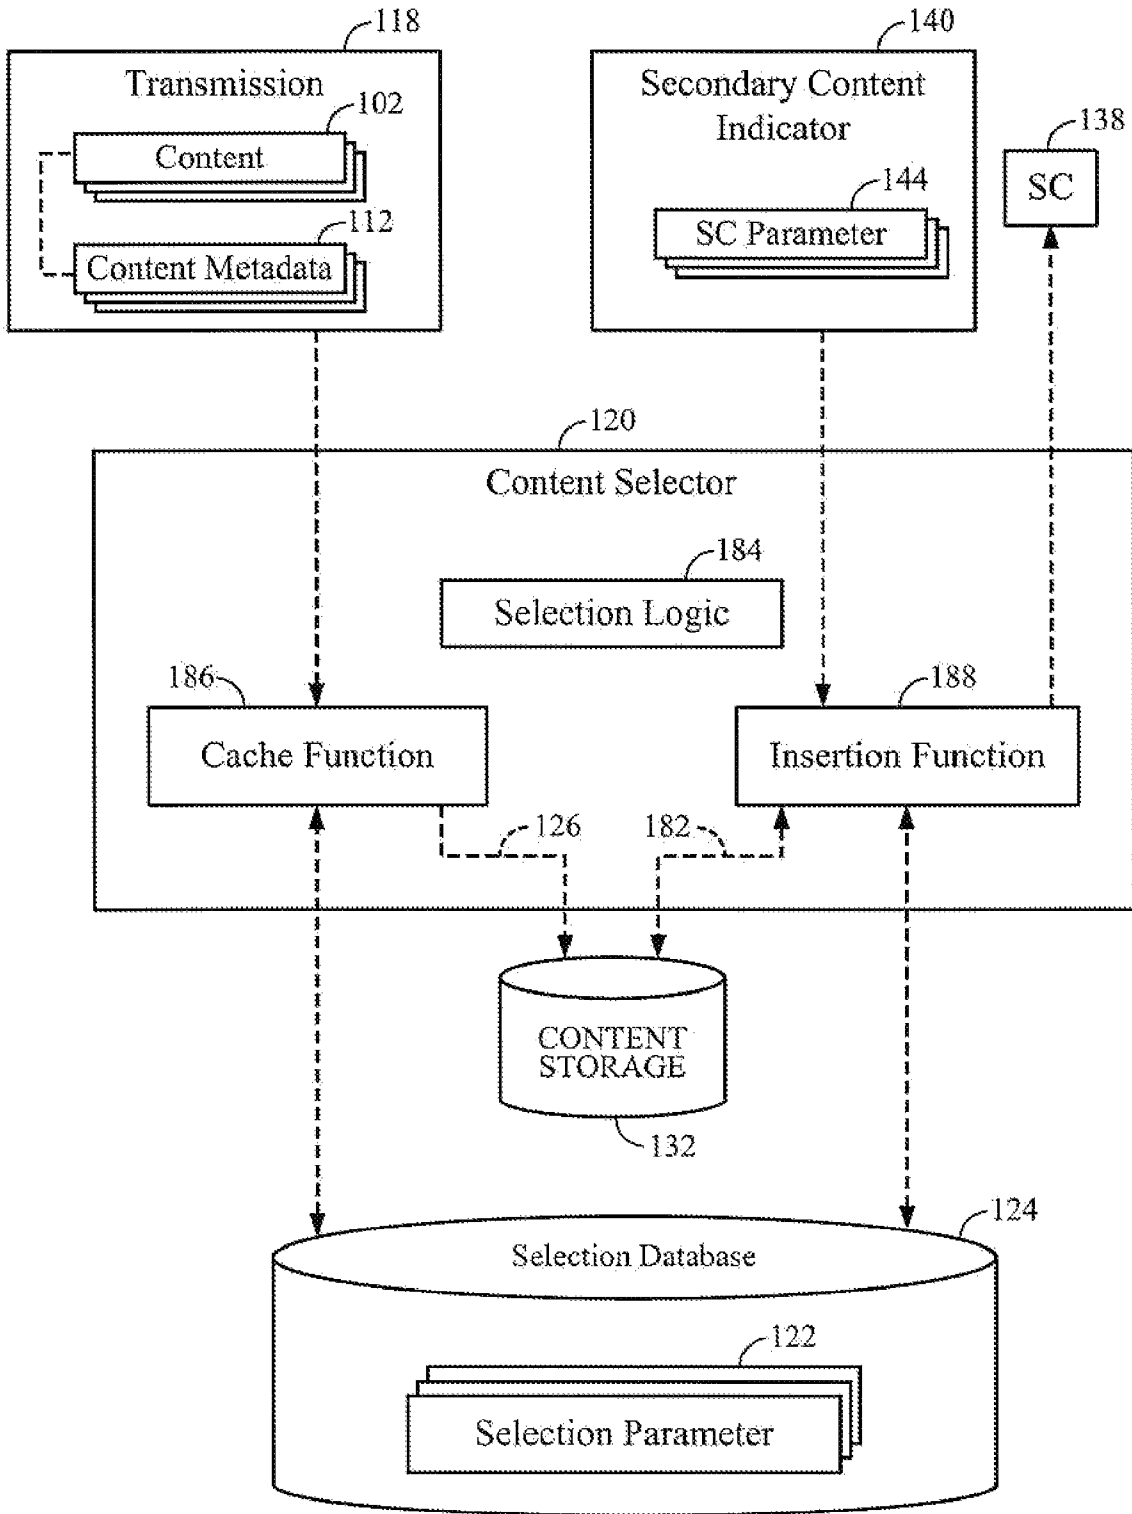 118
140
Transmission
Secondary Content
Indicator
102
138
Content
SC
144
112
SC Parameter
Content Metadata
120
Content Selector
184
Selection Logic
186
188
Cache Function
Insertion Function
126
182
CONTENT
STORAGE
132
124
Selection Database
122
Selection Parameter